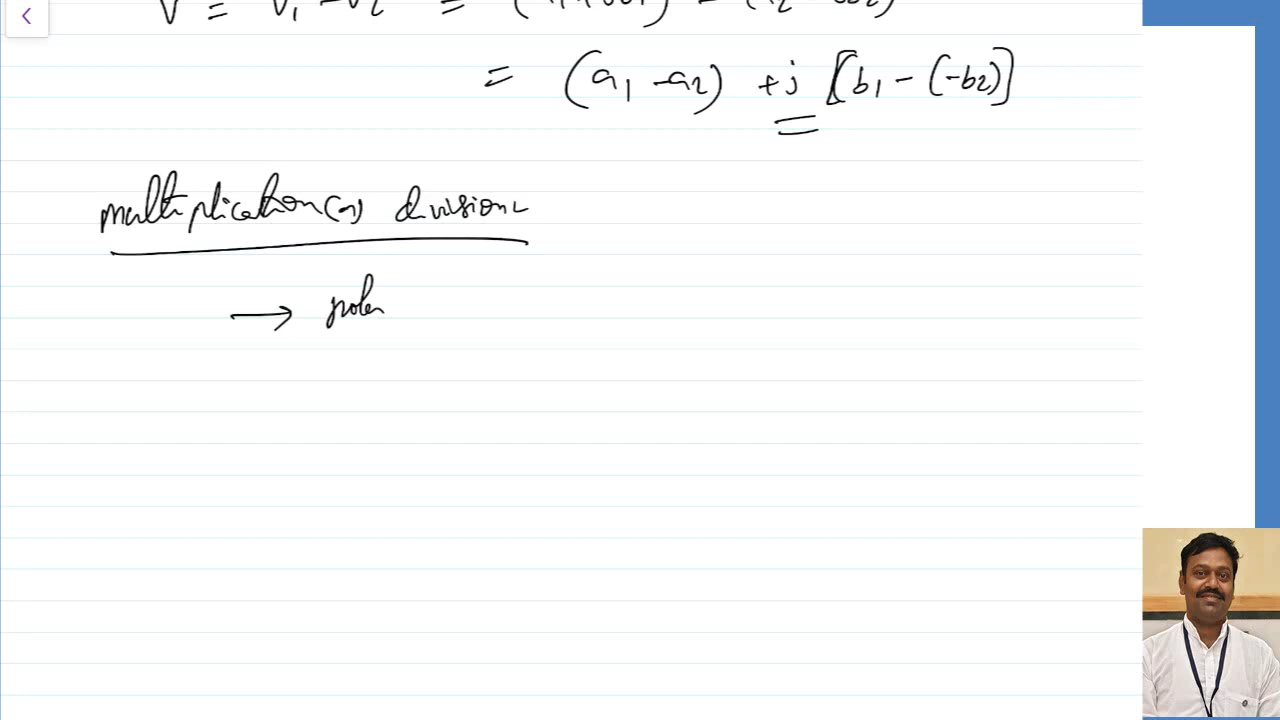 = (a1 - a2) + j [b1 - (-b2)]
multiplication (or) division
→ polar